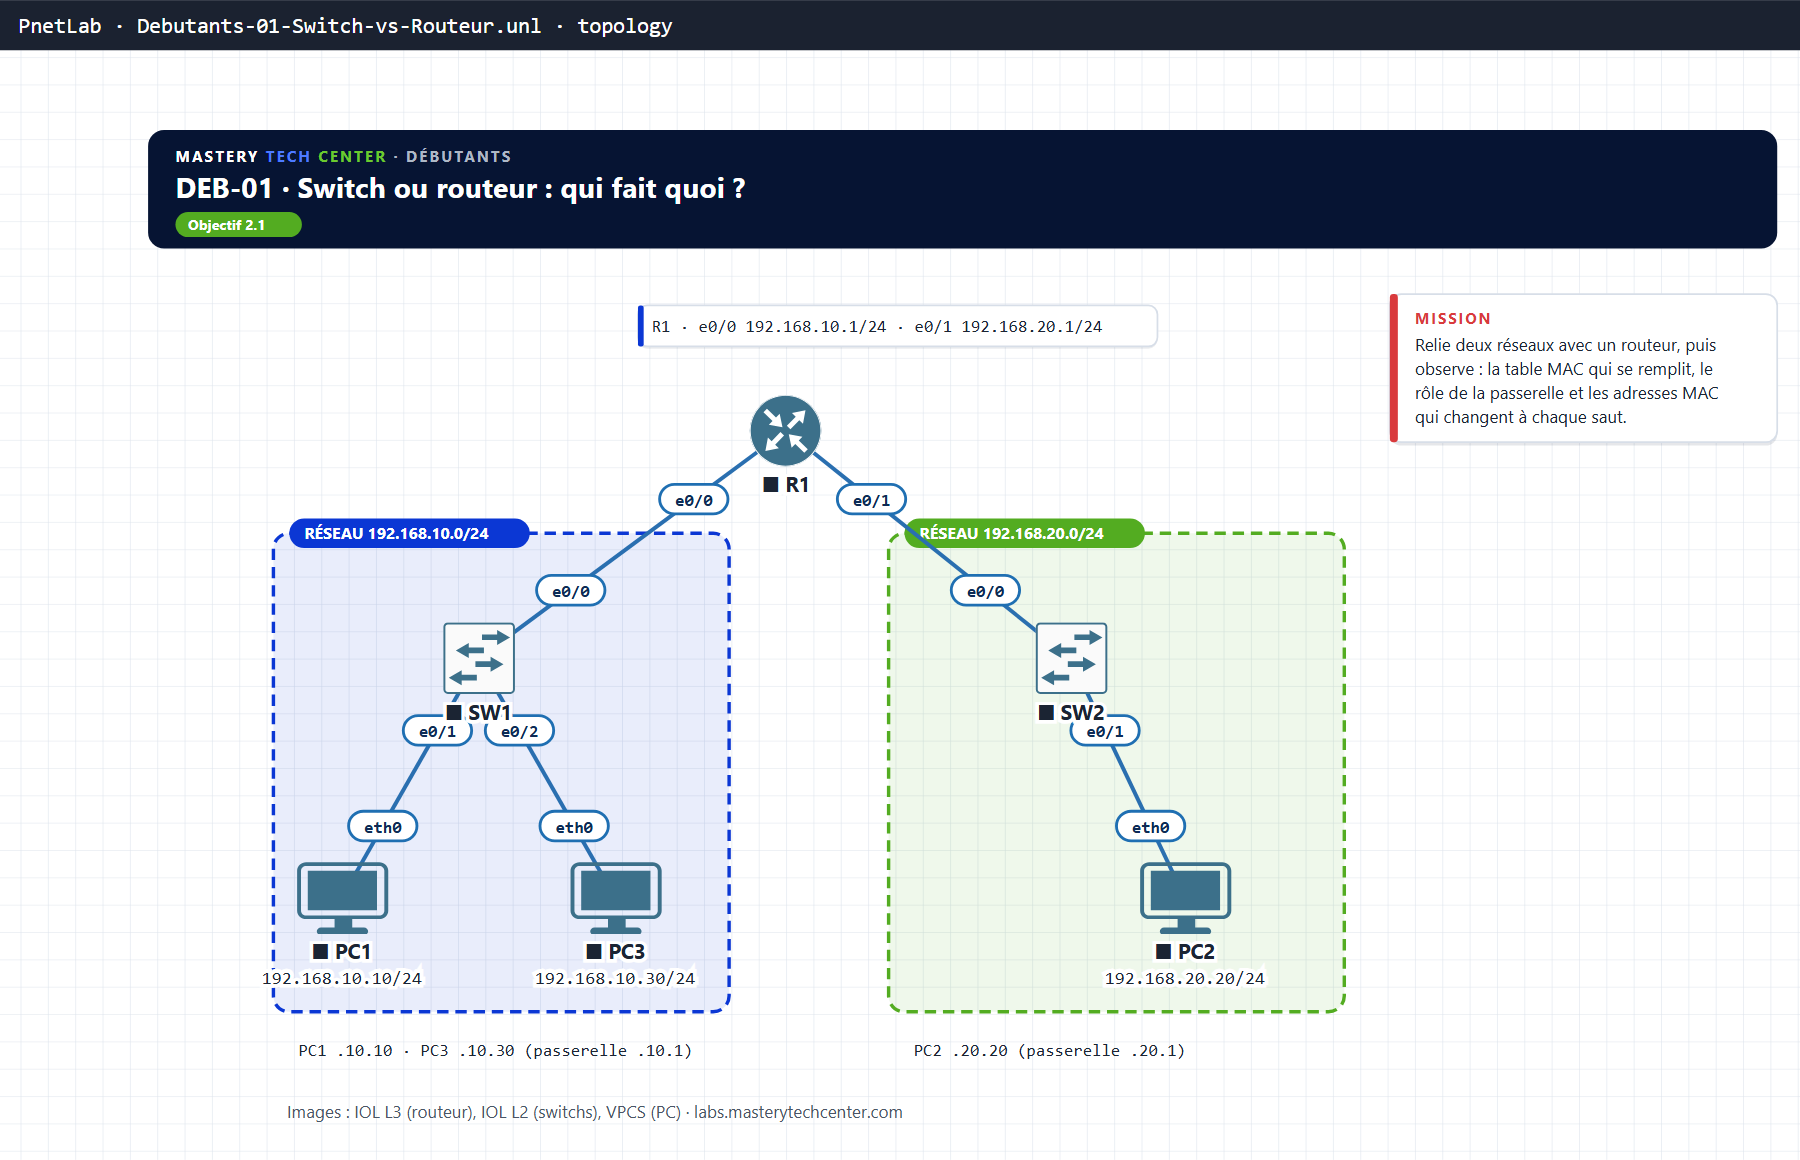 PnetLab · Debutants-01-Switch-vs-Routeur.unl · topology
MASTERY TECH CENTER · DÉBUTANTS
DEB-01 · Switch ou routeur : qui fait quoi ?
Objectif 2.1
R1 · e0/0 192.168.10.1/24 · e0/1 192.168.20.1/24
MISSION
Relie deux réseaux avec un routeur, puis
observe : la table MAC qui se remplit, le
rôle de la passerelle et les adresses MAC
qui changent à chaque saut.
R1
e0/0
e0/1
RÉSEAU 192.168.10.0/24
RÉSEAU 192.168.20.0/24
e0/0
e0/0
SW1
SW2
e0/1
e0/2
e0/1
eth0
eth0
eth0
PC1
PC3
PC2
192.168.10.10/24
192.168.10.30/24
192.168.20.20/24
PC1 .10.10 · PC3 .10.30 (passerelle .10.1)
PC2 .20.20 (passerelle .20.1)
Images : IOL L3 (routeur), IOL L2 (switchs), VPCS (PC) · labs.masterytechcenter.com